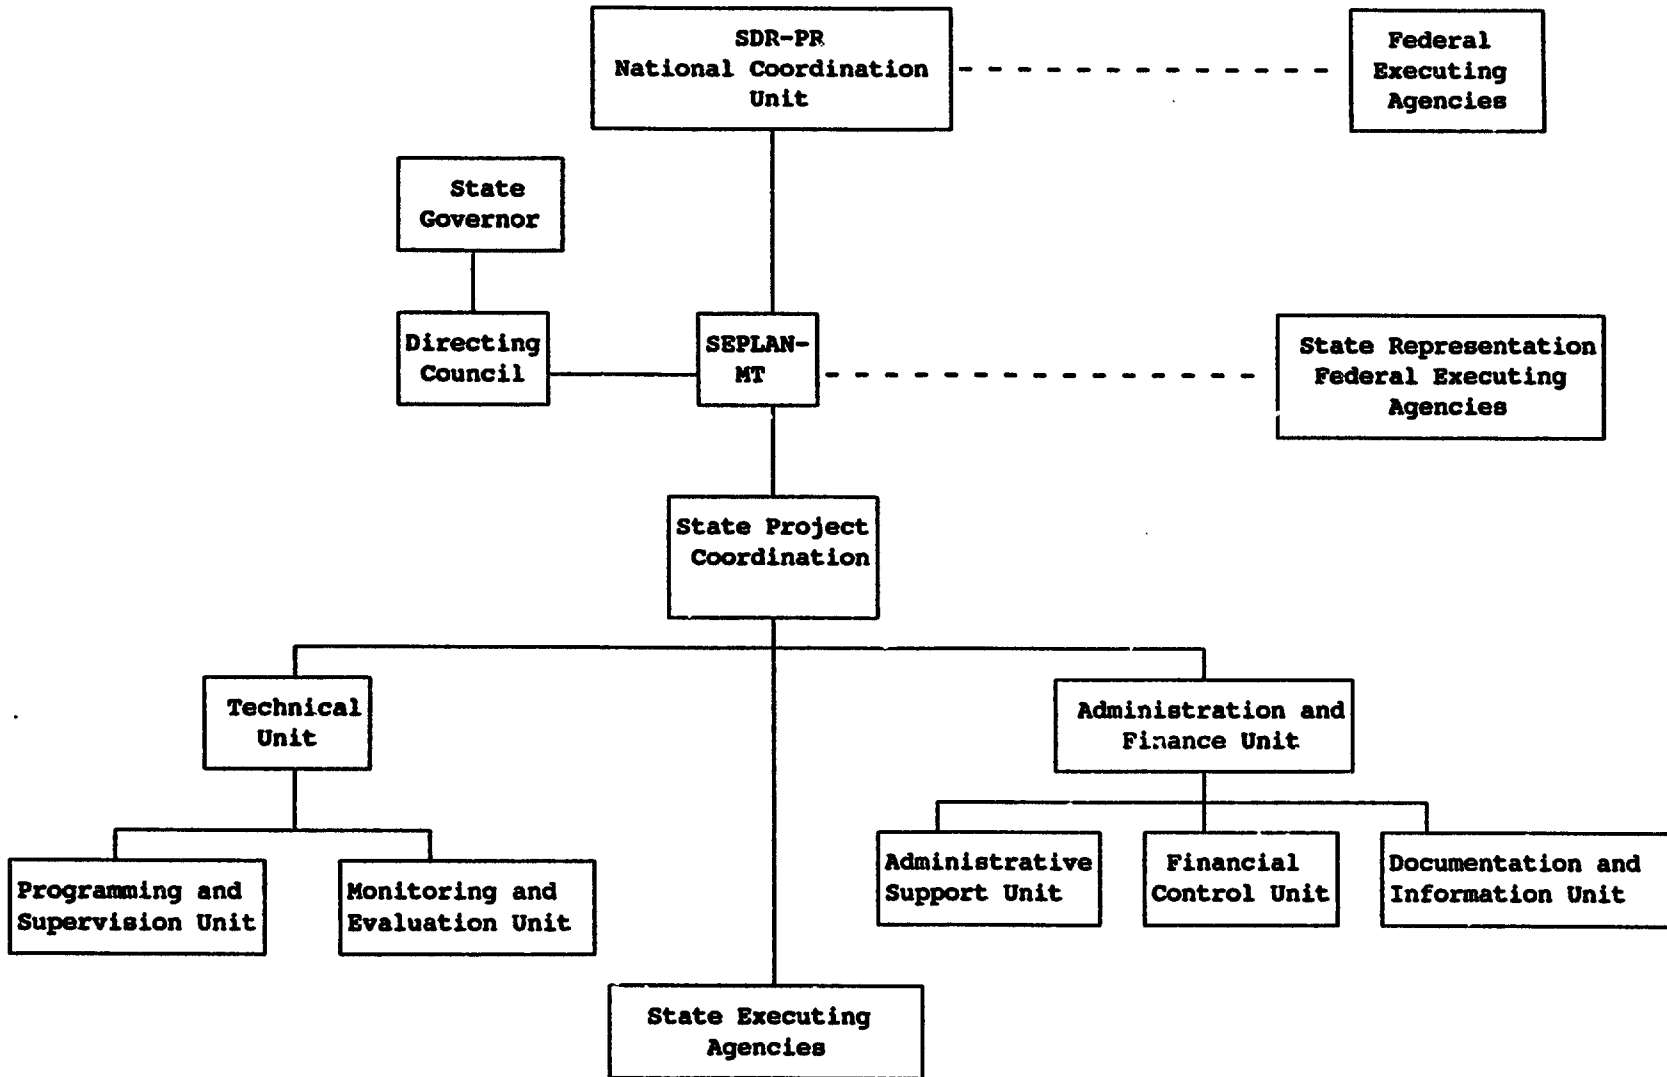 SDR-PR
National Coordination
Unit
Federal
Executing
Agencies
State
Governor
Directing
Council
SEPLAN-
MT
State Representation
Federal Executing
Agencies
State Project
Coordination
Technical
Unit
Administration and
Finance Unit
Programming and
Supervision Unit
Monitoring and
Evaluation Unit
Administrative
Support Unit
Financial
Control Unit
Documentation and
Information Unit
State Executing
Agencies